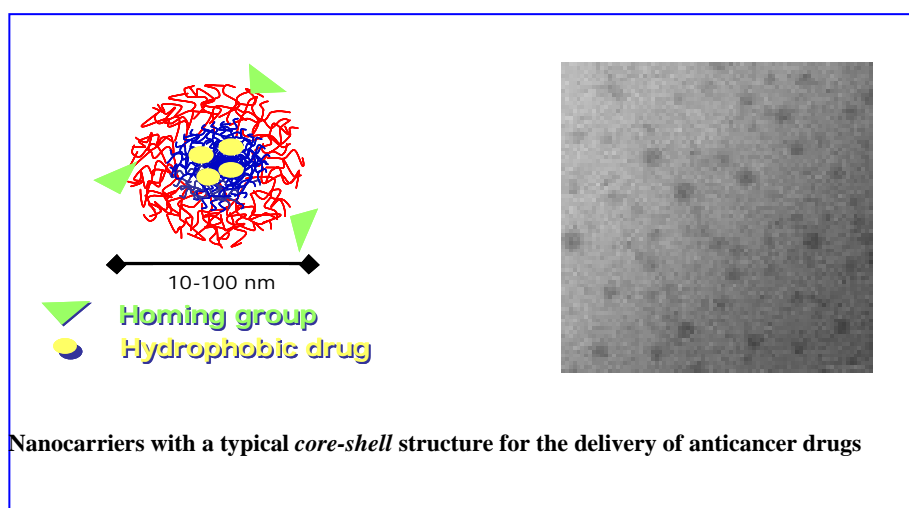 10-100 nm
Homing group
Hydrophobic drug
Nanocarriers with a typical core-shell structure for the delivery of anticancer drugs